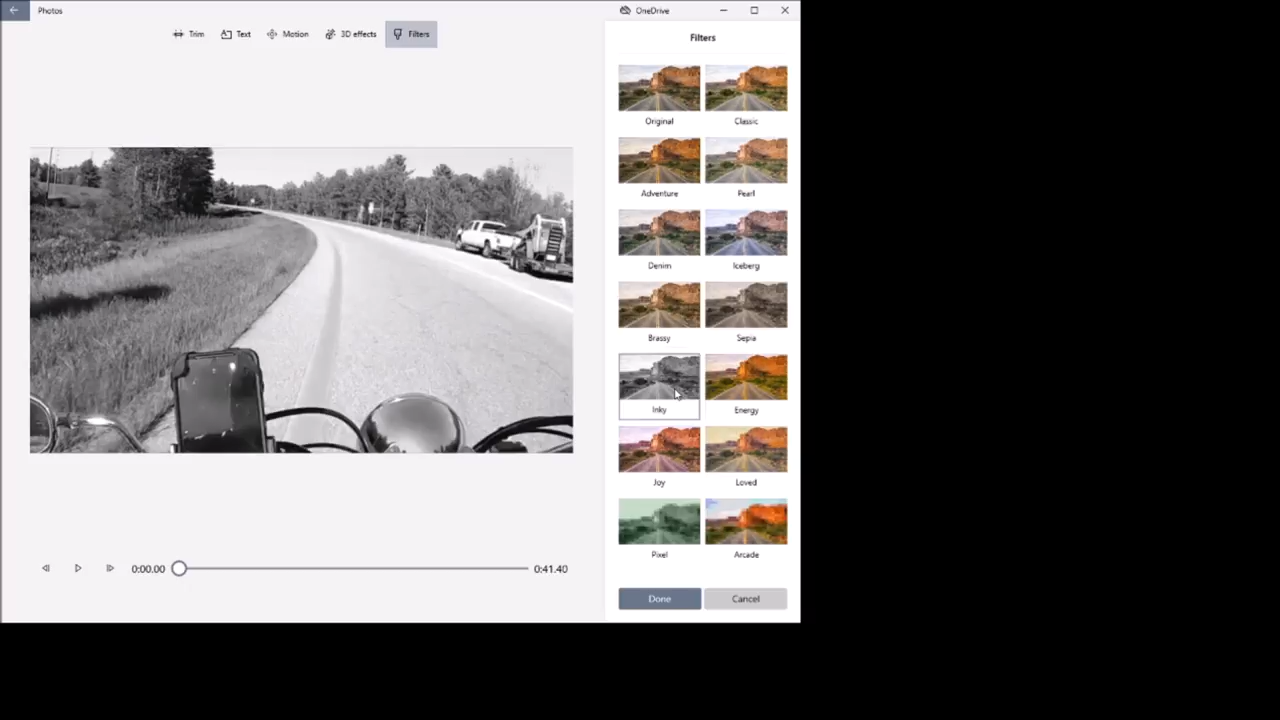 Photos
OneDrive
Trim
Text
Motion
3D effects
Filters
Filters
Original
Classic
Adventure
Pearl
Denim
Iceberg
Brassy
Sepia
Inky
Energy
Joy
Loved
Pixel
Arcade
0:00.00
0:41.40
Done
Cancel